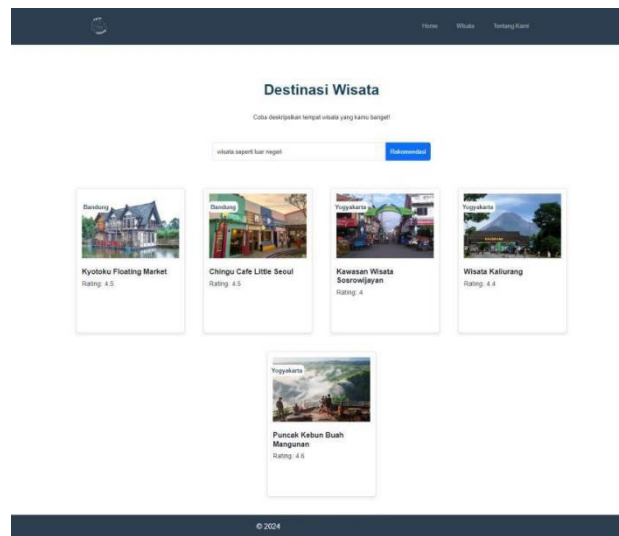 Home Wisata Tentang Kami
Destinasi Wisata
Coba deskripsikan tempat wisata yang kamu banget!
wisata seperti luar negeri Rekomendasi
Bandung
Kyotoku Floating Market
Rating: 4.5
Bandung
Chingu Cafe Little Seoul
Rating: 4.5
Yogyakarta
Kawasan Wisata
Sosrowijayan
Rating: 4
Yogyakarta
Wisata Kaliurang
Rating: 4.4
Yogyakarta
Puncak Kebun Buah
Mangunan
Rating: 4.6
© 2024